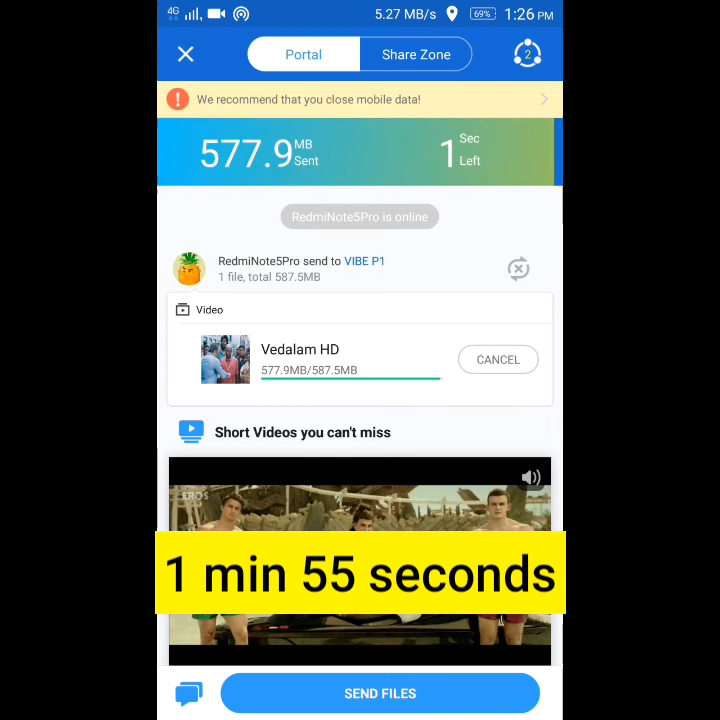 4G 5.27 MB/s 69% 1:26 PM
Portal Share Zone 2
We recommend that you close mobile data!
577.9 MB Sent 1 Sec Left
RedmiNote5Pro is online
RedmiNote5Pro send to VIBE P1
1 file, total 587.5MB
Video
Vedalam HD
577.9MB/587.5MB
CANCEL
Short Videos you can't miss
EROS
1 min 55 seconds
SEND FILES